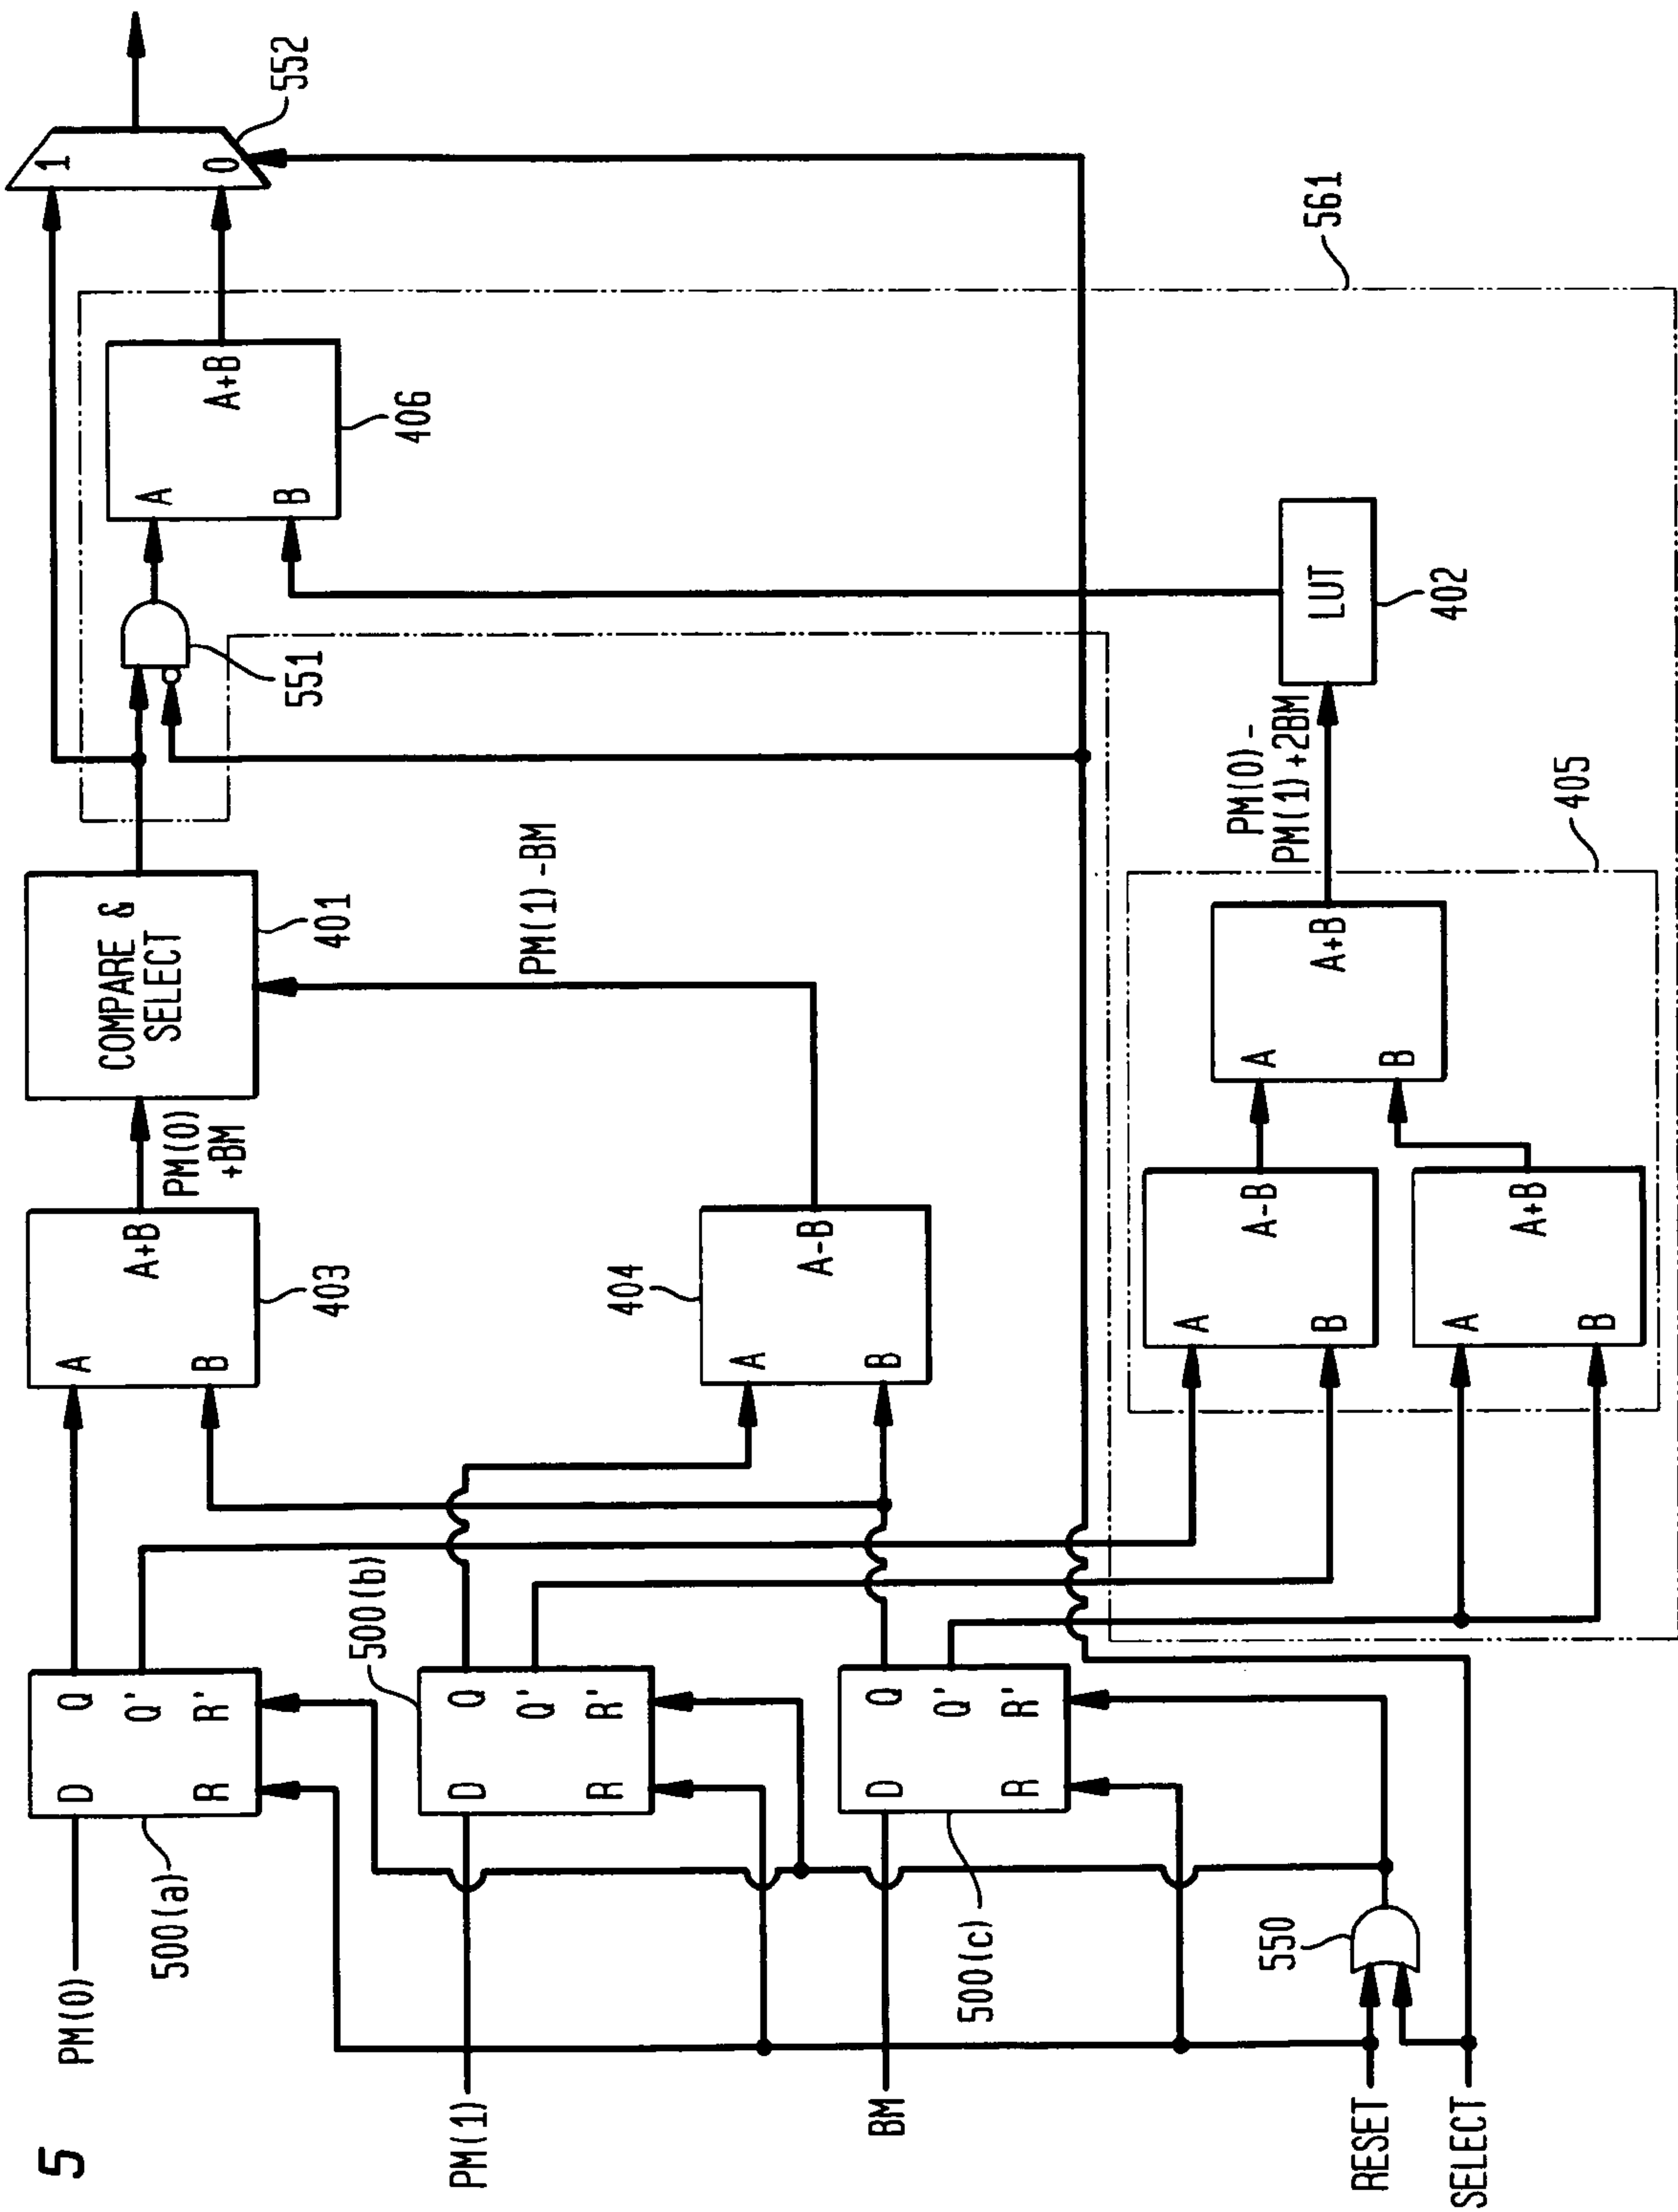 5
PM(0)
500(a)
D
Q
Q'
R
R'
A
B
A+B
403
PM(0)
+BM
COMPARE &
SELECT
401
551
A
B
A+B
406
1
0
552
PM(1)
500(b)
D
Q
Q'
R
R'
A
B
A-B
404
PM(1)-BM
BM
500(c)
D
Q
Q'
R
R'
A
B
A-B
A
B
A+B
A
B
A+B
405
PM(0)-
PM(1)+2BM
LUT
402
561
RESET
SELECT
550